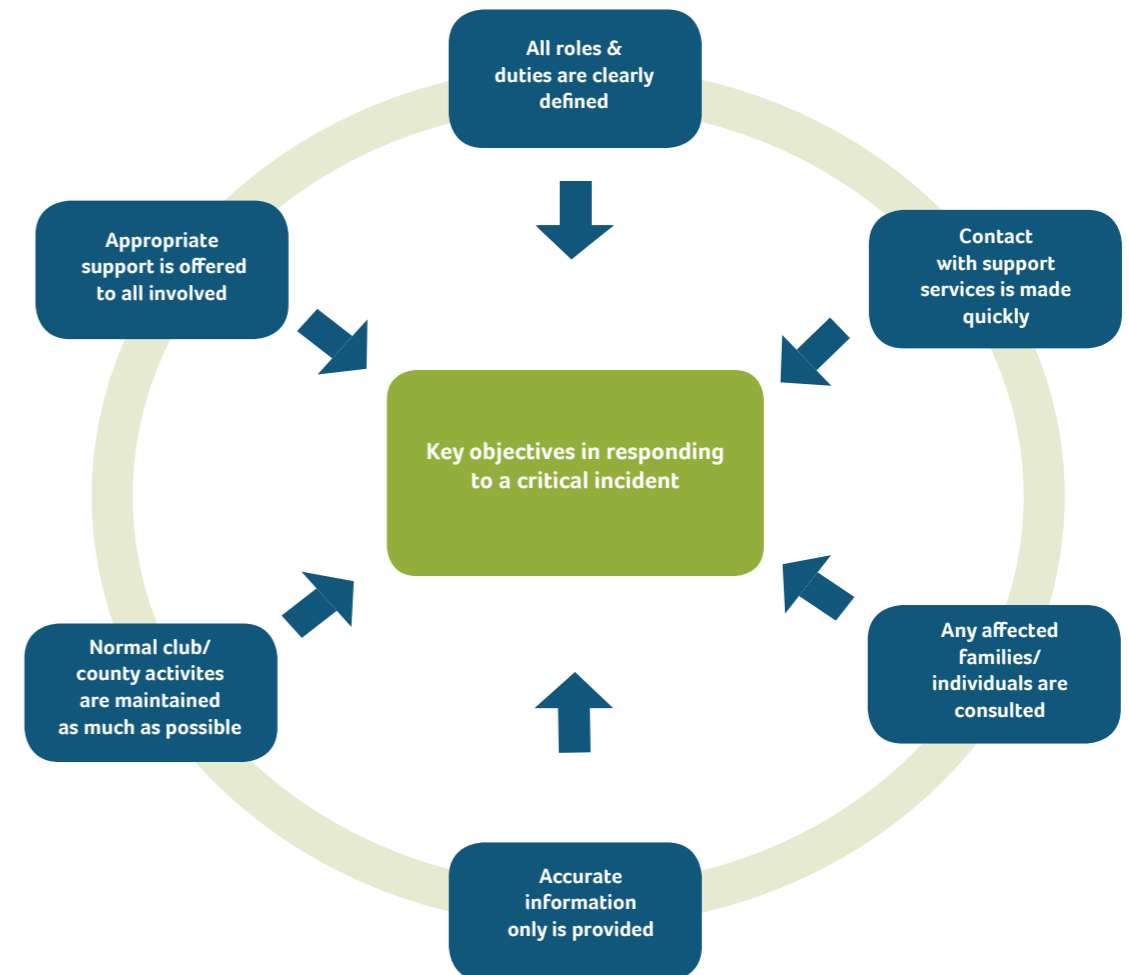 All roles &
duties are clearly
defined
Appropriate
support is offered
to all involved
Contact
with support
services is made
quickly
Key objectives in responding
to a critical incident
Normal club/
county activites
are maintained
as much as possible
Any affected
families/
individuals are
consulted
Accurate
information
only is provided